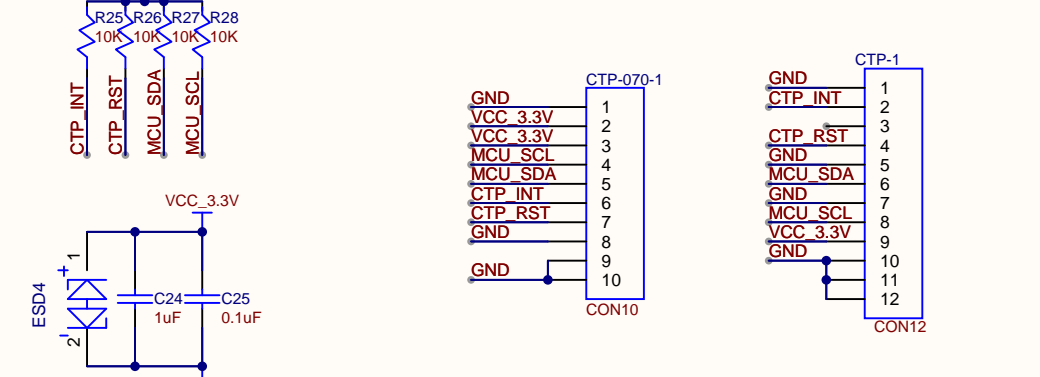 R25 R26 R27 R28
10K 10K 10K 10K
CTP_INT
CTP_RST
MCU_SDA
MCU_SCL
VCC_3.3V
ESD4
+
1
-
2
C24
1uF
C25
0.1uF
CTP-070-1
GND 1
VCC_3.3V 2
VCC_3.3V 3
MCU_SCL 4
MCU_SDA 5
CTP_INT 6
CTP_RST 7
GND 8
9
GND 10
CON10
CTP-1
GND 1
CTP_INT 2
3
CTP_RST 4
GND 5
MCU_SDA 6
GND 7
MCU_SCL 8
VCC_3.3V 9
GND 10
11
12
CON12